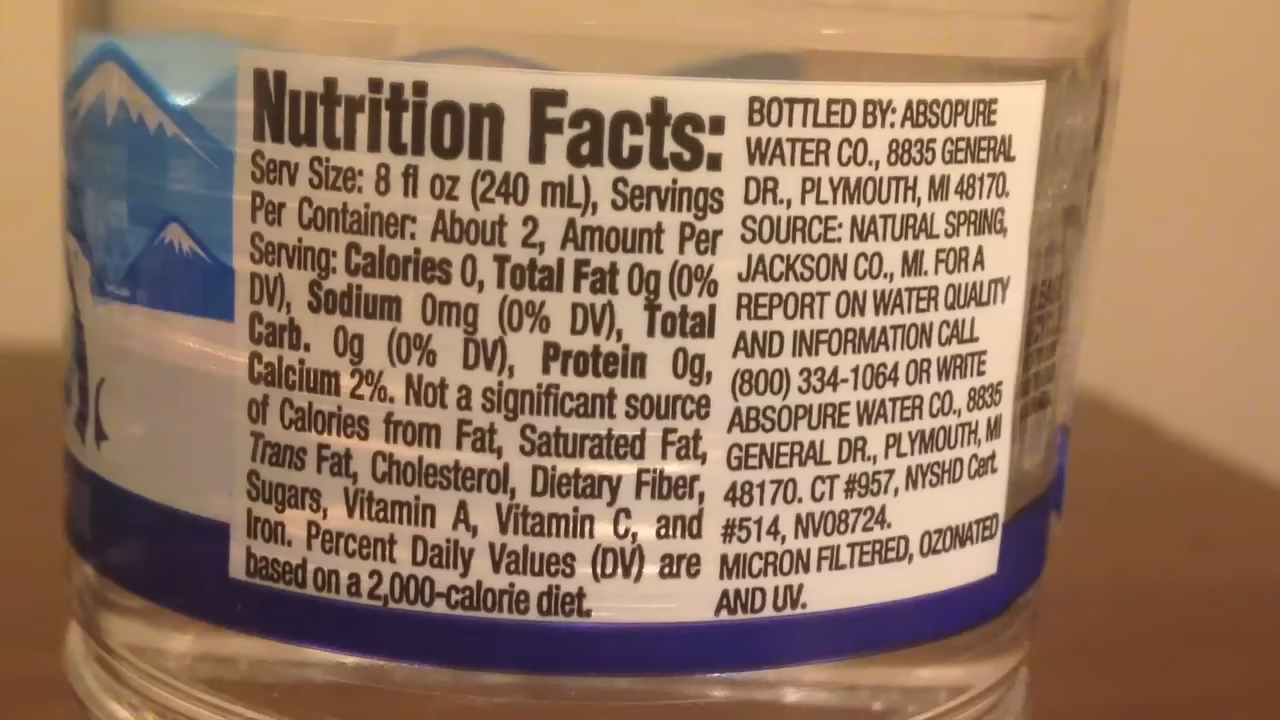 Nutrition Facts:
Serv Size: 8 fl oz (240 mL), Servings
Per Container: About 2, Amount Per
Serving: Calories 0, Total Fat 0g (0%
DV), Sodium 0mg (0% DV), Total
Carb. 0g (0% DV), Protein 0g,
Calcium 2%. Not a significant source
of Calories from Fat, Saturated Fat,
Trans Fat, Cholesterol, Dietary Fiber,
Sugars, Vitamin A, Vitamin C, and
Iron. Percent Daily Values (DV) are
based on a 2,000-calorie diet.
BOTTLED BY: ABSOPURE
WATER CO., 8835 GENERAL
DR., PLYMOUTH, MI 48170.
SOURCE: NATURAL SPRING,
JACKSON CO., MI. FOR A
REPORT ON WATER QUALITY
AND INFORMATION CALL
(800) 334-1064 OR WRITE
ABSOPURE WATER CO., 8835
GENERAL DR., PLYMOUTH, MI
48170. CT #957, NYSHD Cert.
#514, NV08724.
MICRON FILTERED, OZONATED
AND UV.